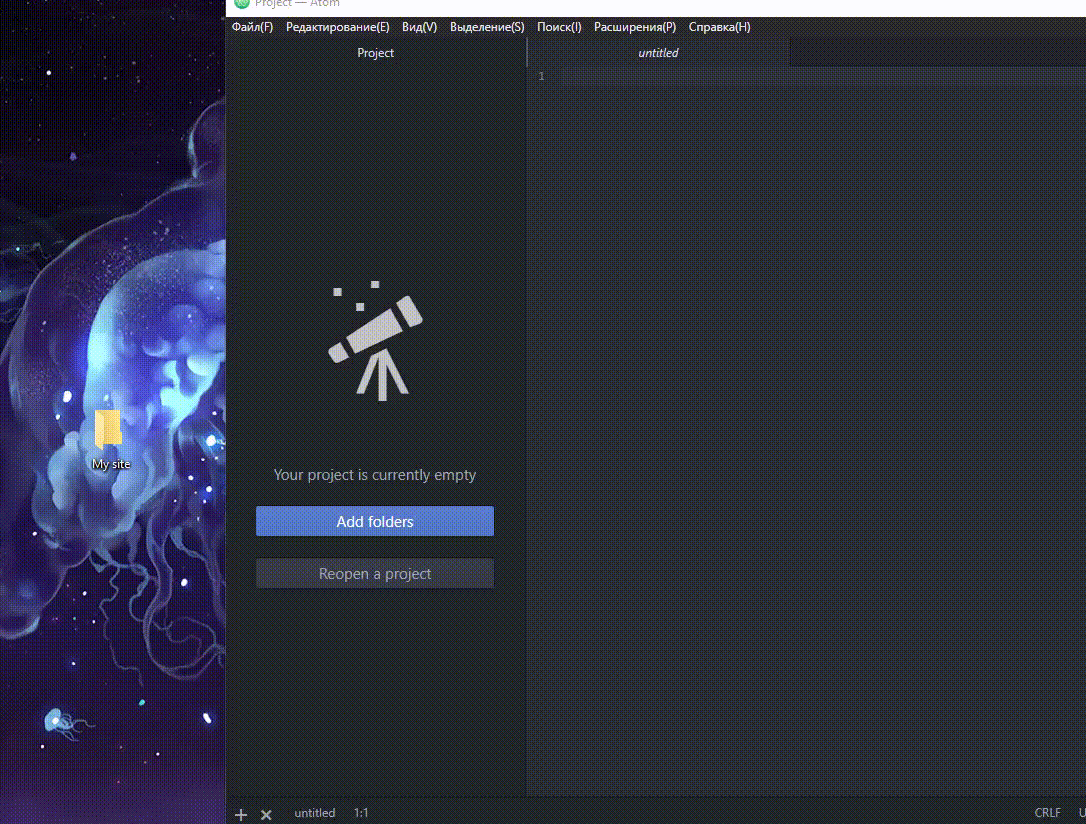 Project — Atom
Файл(F) Редактирование(E) Вид(V) Выделение(S) Поиск(I) Расширения(P) Справка(H)
Project
untitled
1
My site
Your project is currently empty
Add folders
Reopen a project
untitled 1:1
CRLF